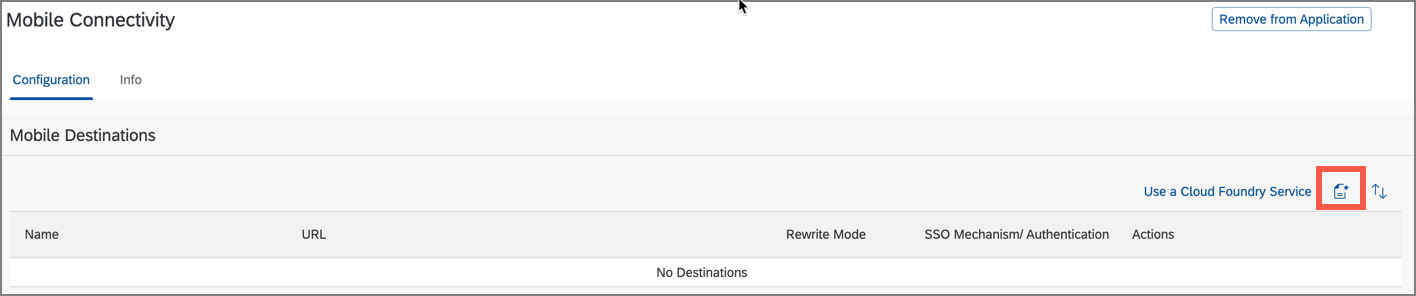 Mobile Connectivity
Remove from Application
Configuration Info
Mobile Destinations
Use a Cloud Foundry Service
Name URL Rewrite Mode SSO Mechanism/ Authentication Actions
No Destinations